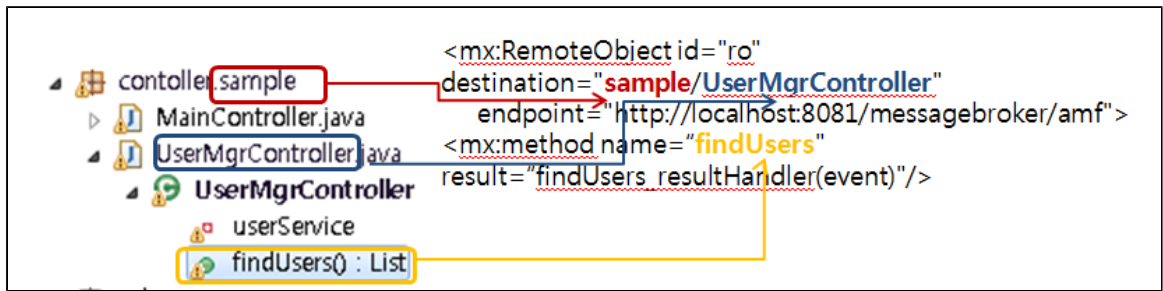 contoller.sample
MainController.java
UserMgrController.java
UserMgrController
userService
findUsers() : List
<mx:RemoteObject id="ro"
destination="sample/UserMgrController"
endpoint="http://localhost:8081/messagebroker/amf">
<mx:method name="findUsers"
result="findUsers_resultHandler(event)"/>